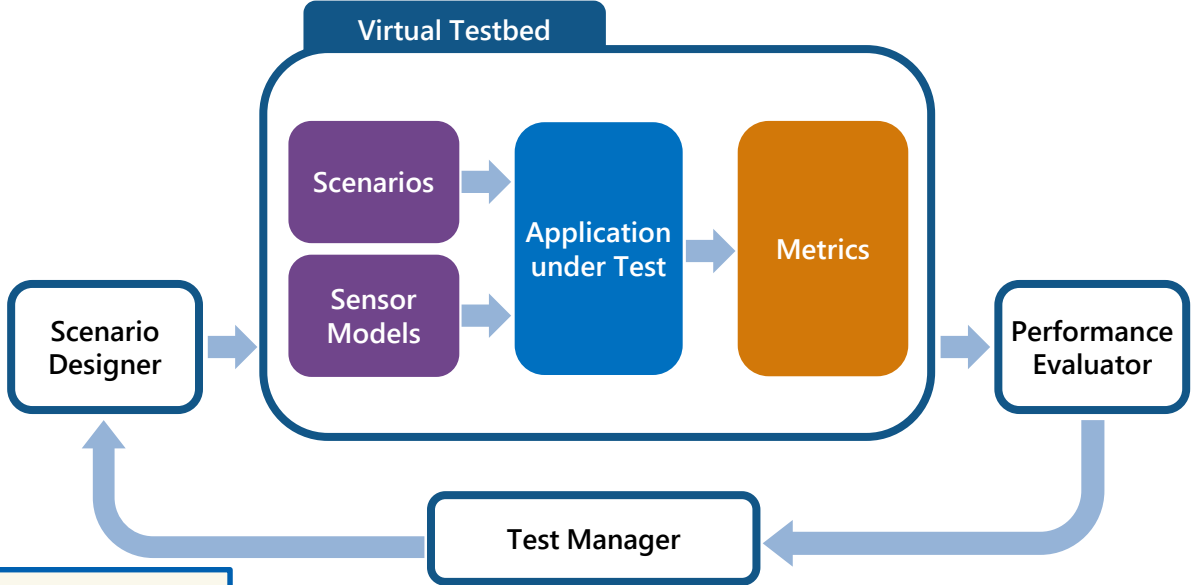 Virtual Testbed
Scenarios
Sensor
Models
Application
under Test
Metrics
Scenario
Designer
Performance
Evaluator
Test Manager